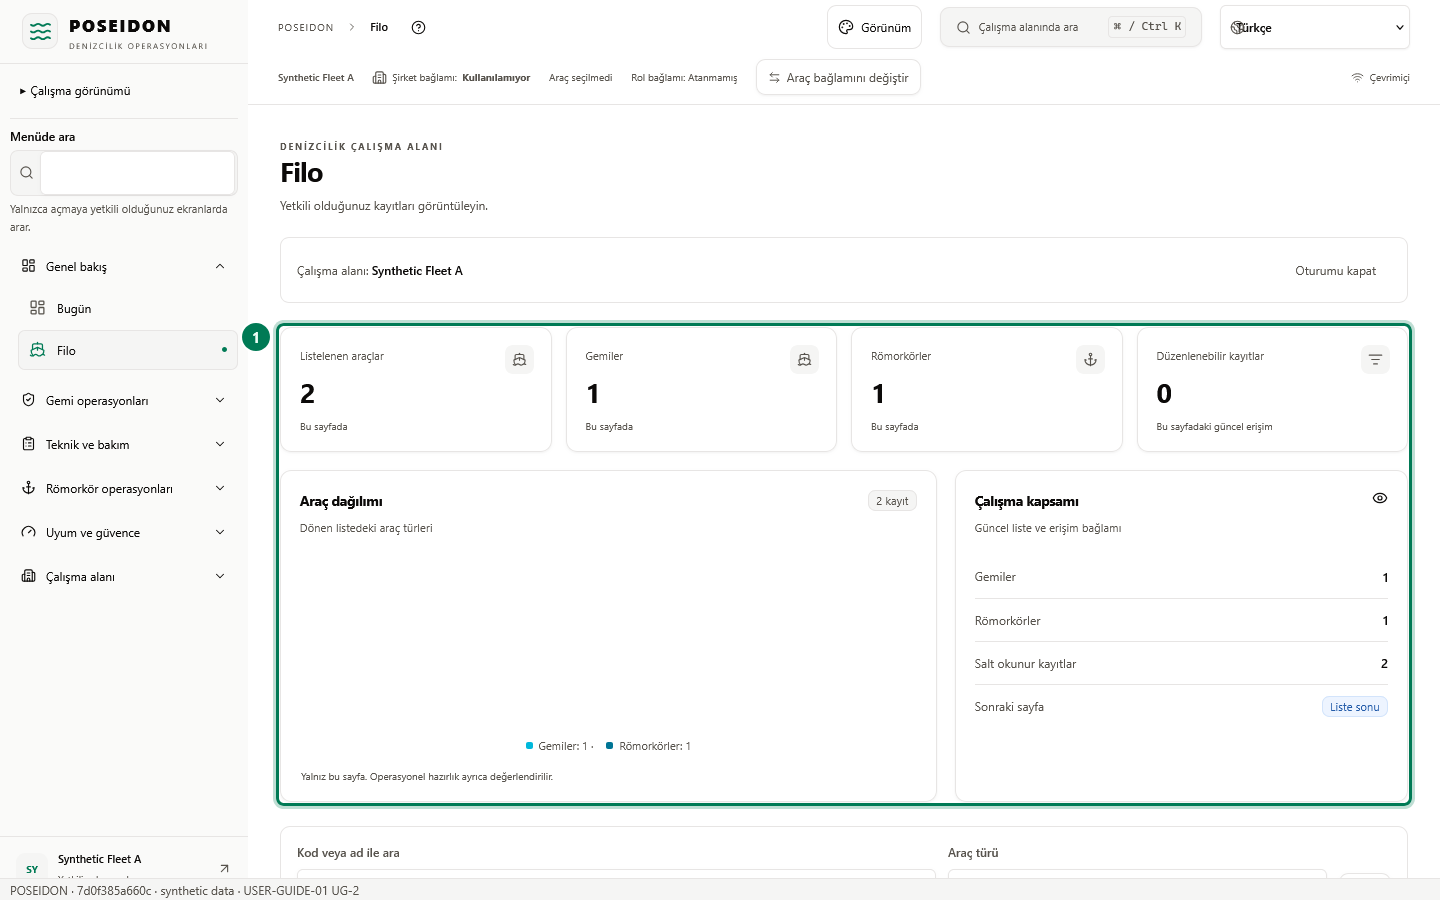 POSEIDON
DENİZCİLİK OPERASYONLARI
▸ Çalışma görünümü
Menüde ara
Yalnızca açmaya yetkili olduğunuz ekranlarda
arar.
Genel bakış
Bugün
Filo
Gemi operasyonları
Teknik ve bakım
Römorkör operasyonları
Uyum ve güvence
Çalışma alanı
SY
Synthetic Fleet A
POSEIDON
Filo
Görünüm
Çalışma alanında ara
⌘ / Ctrl K
Türkçe
Synthetic Fleet A
Şirket bağlamı: Kullanılamıyor
Araç seçilmedi
Rol bağlamı: Atanmamış
Araç bağlamını değiştir
Çevrimiçi
DENİZCİLİK ÇALIŞMA ALANI
Filo
Yetkili olduğunuz kayıtları görüntüleyin.
Çalışma alanı: Synthetic Fleet A
Oturumu kapat
1
Listelenen araçlar
2
Bu sayfada
Gemiler
1
Bu sayfada
Römorkörler
1
Bu sayfada
Düzenlenebilir kayıtlar
0
Bu sayfadaki güncel erişim
Araç dağılımı
2 kayıt
Dönen listedeki araç türleri
Gemiler: 1 ·
Römorkörler: 1
Yalnız bu sayfa. Operasyonel hazırlık ayrıca değerlendirilir.
Çalışma kapsamı
Güncel liste ve erişim bağlamı
Gemiler 1
Römorkörler 1
Salt okunur kayıtlar 2
Sonraki sayfa Liste sonu
Kod veya ad ile ara
Araç türü
POSEIDON · 7d0f385a660c · synthetic data · USER-GUIDE-01 UG-2